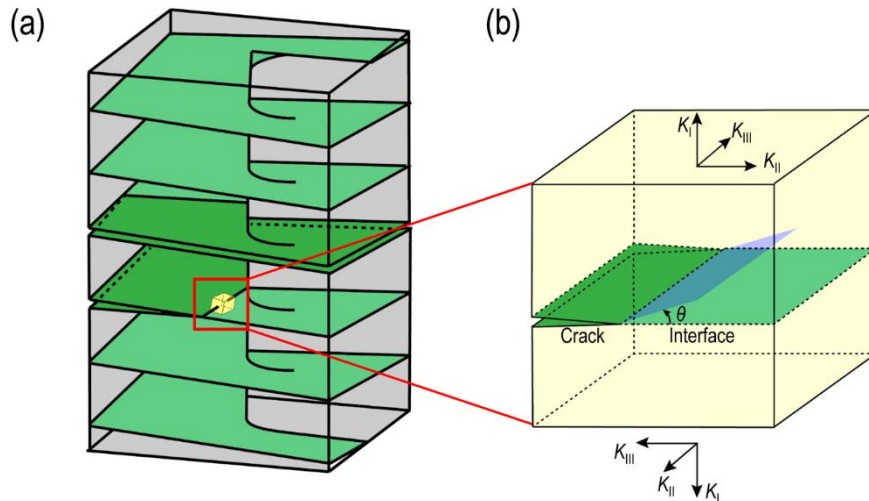 (a)
(b)
K_I
K_III
K_II
θ
Crack
Interface
K_III
K_II
K_I